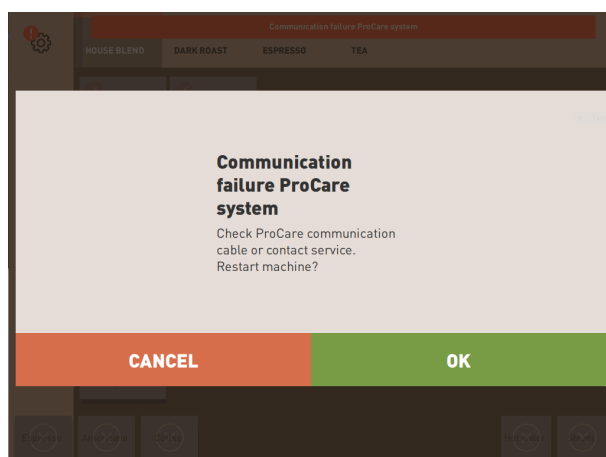 Communication failure ProCare system
HOUSE BLEND DARK ROAST ESPRESSO TEA
Communication
failure ProCare
system
Check ProCare communication
cable or contact service.
Restart machine?
CANCEL OK